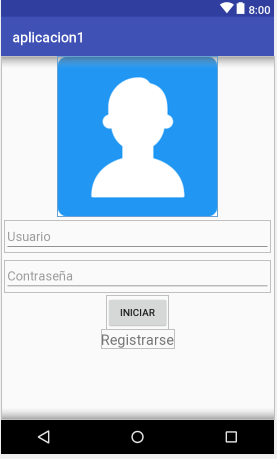 8:00
aplicacion1
Usuario
Contraseña
INICIAR
Registrarse